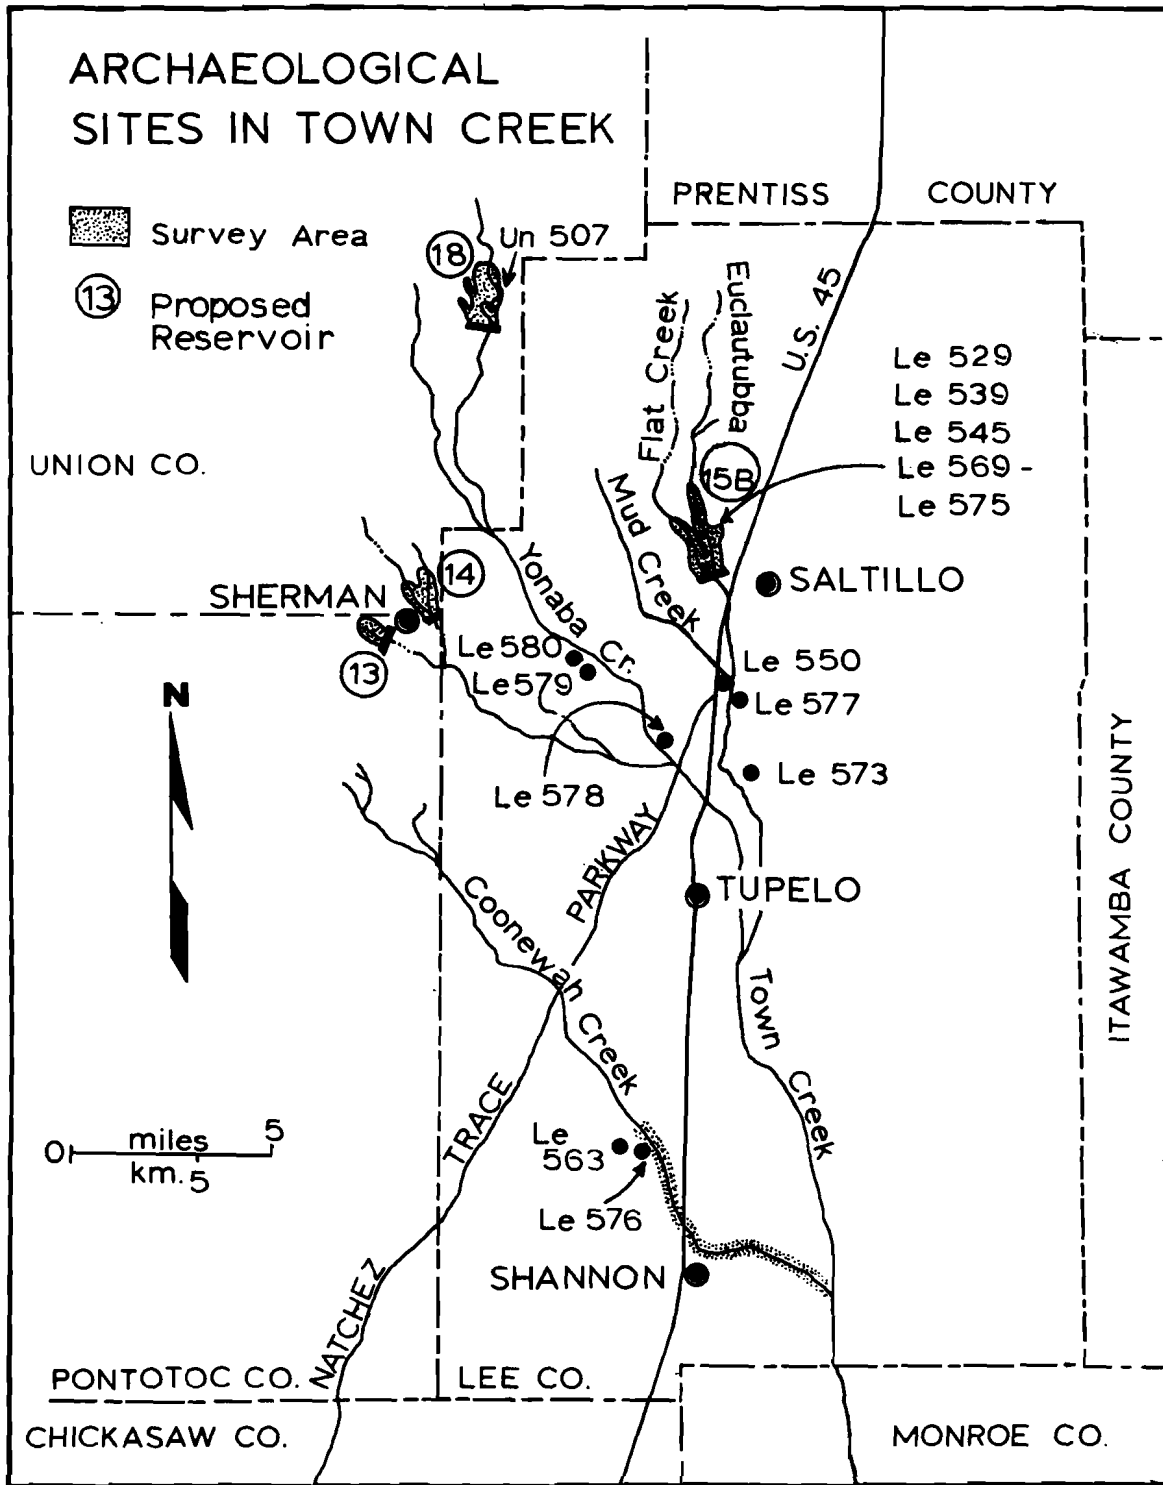 ARCHAEOLOGICAL
SITES IN TOWN CREEK
Survey Area
13
Proposed
Reservoir
PRENTISS COUNTY
18
Un 507
Flat Creek
Euclautubba
U.S. 45
Le 529
Le 539
Le 545
Le 569 -
Le 575
UNION CO.
15B
Mud Creek
SALTILLO
Yonaba Cr.
14
SHERMAN
13
Le 580
Le 579
Le 550
Le 577
N
Le 578
Le 573
ITAWAMBA COUNTY
PARKWAY
TUPELO
Coonewah Creek
Town Creek
TRACE
0 miles 5
km. 5
Le
563
Le 576
SHANNON
NATCHEZ
PONTOTOC CO.
LEE CO.
CHICKASAW CO.
MONROE CO.